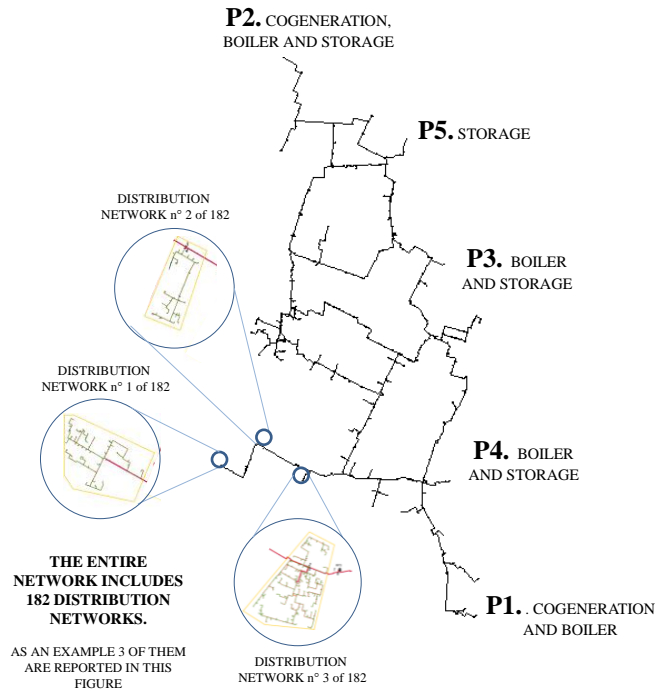 P2. COGENERATION,
BOILER AND STORAGE
P5. STORAGE
DISTRIBUTION
NETWORK n° 2 of 182
P3. BOILER
AND STORAGE
DISTRIBUTION
NETWORK n° 1 of 182
P4. BOILER
AND STORAGE
THE ENTIRE
NETWORK INCLUDES
182 DISTRIBUTION
NETWORKS.
AS AN EXAMPLE 3 OF THEM
ARE REPORTED IN THIS
FIGURE
P1. . COGENERATION
AND BOILER
DISTRIBUTION
NETWORK n° 3 of 182